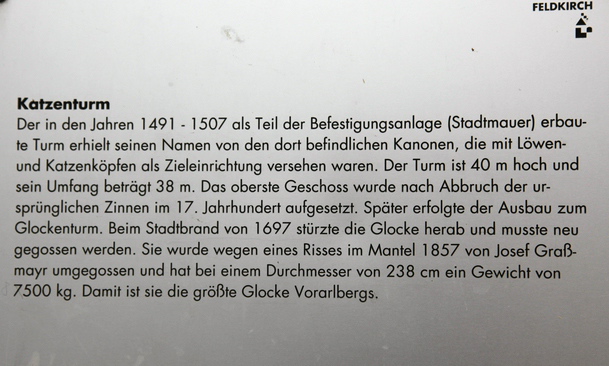 FELDKIRCH
Katzenturm
Der in den Jahren 1491 - 1507 als Teil der Befestigungsanlage (Stadtmauer) erbau-
te Turm erhielt seinen Namen von den dort befindlichen Kanonen, die mit Löwen-
und Katzenköpfen als Zieleinrichtung versehen waren. Der Turm ist 40 m hoch und
sein Umfang beträgt 38 m. Das oberste Geschoss wurde nach Abbruch der ur-
sprünglichen Zinnen im 17. Jahrhundert aufgesetzt. Später erfolgte der Ausbau zum
Glockenturm. Beim Stadtbrand von 1697 stürzte die Glocke herab und musste neu
gegossen werden. Sie wurde wegen eines Risses im Mantel 1857 von Josef Graß-
mayr umgegossen und hat bei einem Durchmesser von 238 cm ein Gewicht von
7500 kg. Damit ist sie die größte Glocke Vorarlbergs.